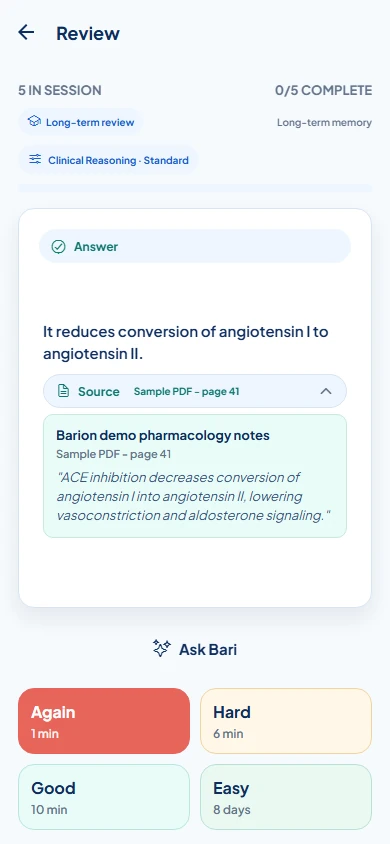 Review
5 IN SESSION
0/5 COMPLETE
Long-term review
Long-term memory
Clinical Reasoning · Standard
Answer
It reduces conversion of angiotensin I to
angiotensin II.
Source Sample PDF – page 41
Barion demo pharmacology notes
Sample PDF – page 41
"ACE inhibition decreases conversion of
angiotensin I into angiotensin II, lowering
vasoconstriction and aldosterone signaling."
Ask Bari
Again
1 min
Hard
6 min
Good
10 min
Easy
8 days